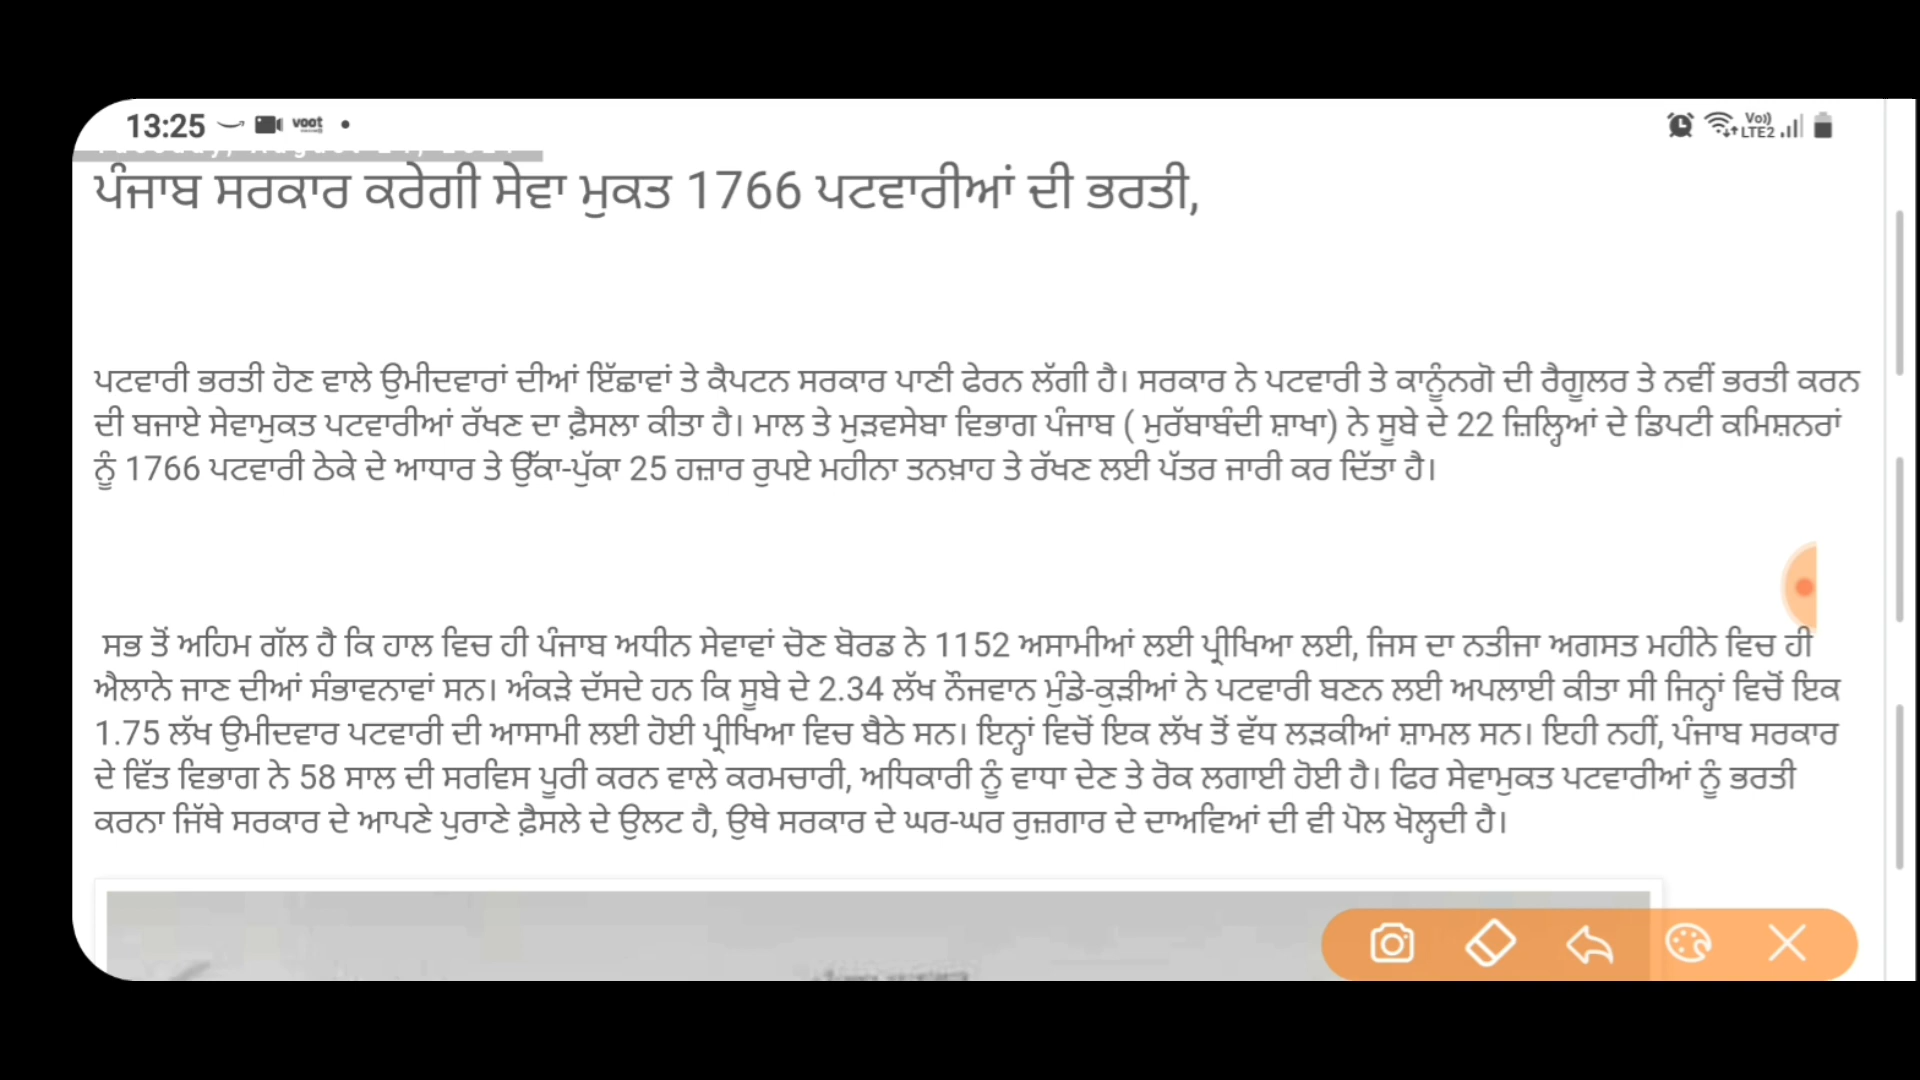 13:25 voot
Vo)) LTE2
ਪੰਜਾਬ ਸਰਕਾਰ ਕਰੇਗੀ ਸੇਵਾ ਮੁਕਤ 1766 ਪਟਵਾਰੀਆਂ ਦੀ ਭਰਤੀ,
ਪਟਵਾਰੀ ਭਰਤੀ ਹੋਣ ਵਾਲੇ ਉਮੀਦਵਾਰਾਂ ਦੀਆਂ ਇੱਛਾਵਾਂ ਤੇ ਕੈਪਟਨ ਸਰਕਾਰ ਪਾਣੀ ਫੇਰਨ ਲੱਗੀ ਹੈ। ਸਰਕਾਰ ਨੇ ਪਟਵਾਰੀ ਤੇ ਕਾਨੂੰਨਗੋ ਦੀ ਰੈਗੂਲਰ ਤੇ ਨਵੀਂ ਭਰਤੀ ਕਰਨ
ਦੀ ਬਜਾਏ ਸੇਵਾਮੁਕਤ ਪਟਵਾਰੀਆਂ ਰੱਖਣ ਦਾ ਫ਼ੈਸਲਾ ਕੀਤਾ ਹੈ। ਮਾਲ ਤੇ ਮੁੜਵਸੇਬਾ ਵਿਭਾਗ ਪੰਜਾਬ ( ਮੁਰੱਬਾਬੰਦੀ ਸ਼ਾਖਾ) ਨੇ ਸੂਬੇ ਦੇ 22 ਜ਼ਿਲ੍ਹਿਆਂ ਦੇ ਡਿਪਟੀ ਕਮਿਸ਼ਨਰਾਂ
ਨੂੰ 1766 ਪਟਵਾਰੀ ਠੇਕੇ ਦੇ ਆਧਾਰ ਤੇ ਉੱਕਾ-ਪੁੱਕਾ 25 ਹਜ਼ਾਰ ਰੁਪਏ ਮਹੀਨਾ ਤਨਖ਼ਾਹ ਤੇ ਰੱਖਣ ਲਈ ਪੱਤਰ ਜਾਰੀ ਕਰ ਦਿੱਤਾ ਹੈ।
ਸਭ ਤੋਂ ਅਹਿਮ ਗੱਲ ਹੈ ਕਿ ਹਾਲ ਵਿਚ ਹੀ ਪੰਜਾਬ ਅਧੀਨ ਸੇਵਾਵਾਂ ਚੋਣ ਬੋਰਡ ਨੇ 1152 ਅਸਾਮੀਆਂ ਲਈ ਪ੍ਰੀਖਿਆ ਲਈ, ਜਿਸ ਦਾ ਨਤੀਜਾ ਅਗਸਤ ਮਹੀਨੇ ਵਿਚ ਹੀ
ਐਲਾਨੇ ਜਾਣ ਦੀਆਂ ਸੰਭਾਵਨਾਵਾਂ ਸਨ। ਅੰਕੜੇ ਦੱਸਦੇ ਹਨ ਕਿ ਸੂਬੇ ਦੇ 2.34 ਲੱਖ ਨੌਜਵਾਨ ਮੁੰਡੇ-ਕੁੜੀਆਂ ਨੇ ਪਟਵਾਰੀ ਬਣਨ ਲਈ ਅਪਲਾਈ ਕੀਤਾ ਸੀ ਜਿਨ੍ਹਾਂ ਵਿਚੋਂ ਇਕ
1.75 ਲੱਖ ਉਮੀਦਵਾਰ ਪਟਵਾਰੀ ਦੀ ਆਸਾਮੀ ਲਈ ਹੋਈ ਪ੍ਰੀਖਿਆ ਵਿਚ ਬੈਠੇ ਸਨ। ਇਨ੍ਹਾਂ ਵਿਚੋਂ ਇਕ ਲੱਖ ਤੋਂ ਵੱਧ ਲੜਕੀਆਂ ਸ਼ਾਮਲ ਸਨ। ਇਹੀ ਨਹੀਂ, ਪੰਜਾਬ ਸਰਕਾਰ
ਦੇ ਵਿੱਤ ਵਿਭਾਗ ਨੇ 58 ਸਾਲ ਦੀ ਸਰਵਿਸ ਪੂਰੀ ਕਰਨ ਵਾਲੇ ਕਰਮਚਾਰੀ, ਅਧਿਕਾਰੀ ਨੂੰ ਵਾਧਾ ਦੇਣ ਤੇ ਰੋਕ ਲਗਾਈ ਹੋਈ ਹੈ। ਫਿਰ ਸੇਵਾਮੁਕਤ ਪਟਵਾਰੀਆਂ ਨੂੰ ਭਰਤੀ
ਕਰਨਾ ਜਿੱਥੇ ਸਰਕਾਰ ਦੇ ਆਪਣੇ ਪੁਰਾਣੇ ਫ਼ੈਸਲੇ ਦੇ ਉਲਟ ਹੈ, ਉਥੇ ਸਰਕਾਰ ਦੇ ਘਰ-ਘਰ ਰੁਜ਼ਗਾਰ ਦੇ ਦਾਅਵਿਆਂ ਦੀ ਵੀ ਪੋਲ ਖੋਲ੍ਹਦੀ ਹੈ।